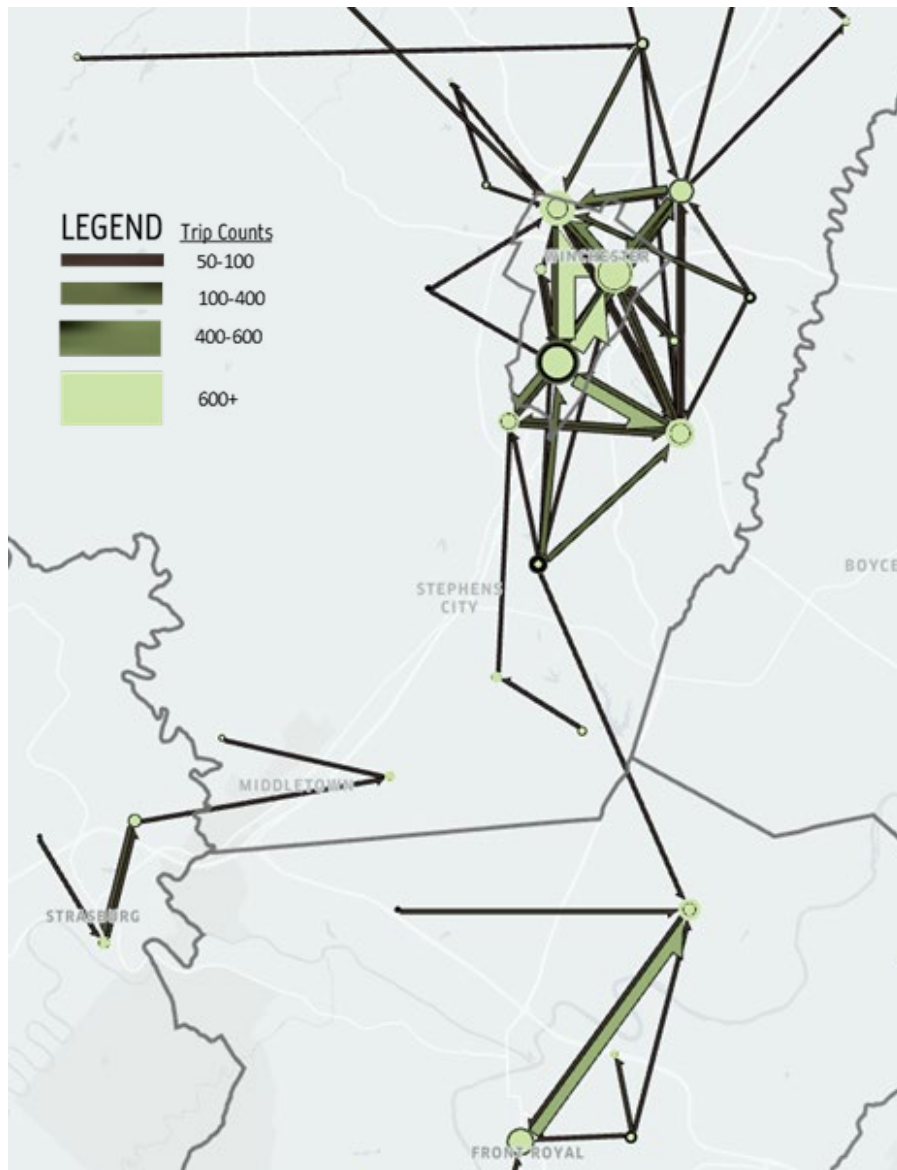 LEGEND Trip Counts
50-100
100-400
400-600
600+
WINCHESTER
STEPHENS
CITY
BOYCE
MIDDLETOWN
STRASBURG
FRONT ROYAL